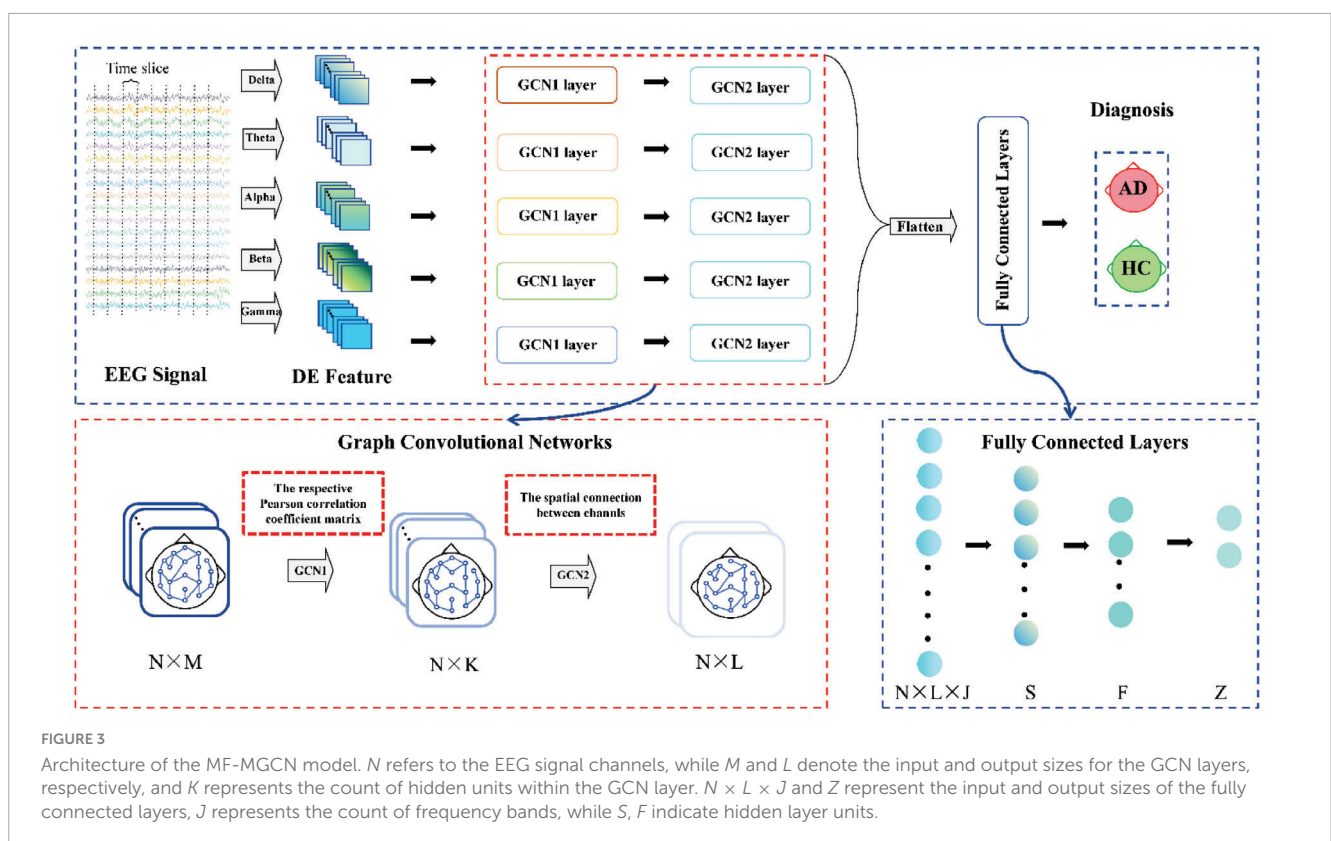 Time slice
Delta
Theta
Alpha
Beta
Gamma
EEG Signal
DE Feature
GCN1 layer
GCN2 layer
GCN1 layer
GCN2 layer
GCN1 layer
GCN2 layer
GCN1 layer
GCN2 layer
GCN1 layer
GCN2 layer
Flatten
Fully Connected Layers
Diagnosis
AD
HC
Graph Convolutional Networks
The respective
Pearson correlation
coefficient matrix
GCN1
The spatial connection
between channls
GCN2
N×M
N×K
N×L
Fully Connected Layers
N×L×J
S
F
Z
FIGURE 3
Architecture of the MF-MGCN model. N refers to the EEG signal channels, while M and L denote the input and output sizes for the GCN layers,
respectively, and K represents the count of hidden units within the GCN layer. N × L × J and Z represent the input and output sizes of the fully
connected layers, J represents the count of frequency bands, while S, F indicate hidden layer units.